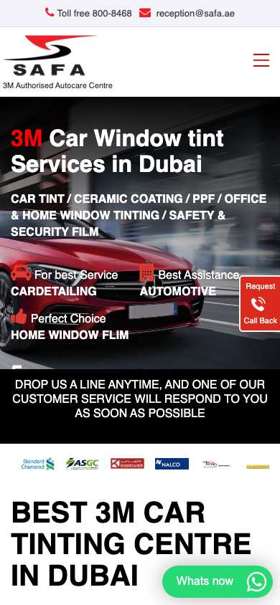 Toll free 800-8468 reception@safa.ae
SAFA
3M Authorised Autocare Centre
3M Car Window tint
Services in Dubai
CAR TINT / CERAMIC COATING / PPF / OFFICE
& HOME WINDOW TINTING / SAFETY &
SECURITY FILM
For best Service
CARDETAILING
Best Assistance
AUTOMOTIVE
Perfect Choice
HOME WINDOW FLIM
Request
Call Back
DROP US A LINE ANYTIME, AND ONE OF OUR
CUSTOMER SERVICE WILL RESPOND TO YOU
AS SOON AS POSSIBLE
Standard
Chartered
ASGC
NALCO
BEST 3M CAR
TINTING CENTRE
IN DUBAI
Whats now